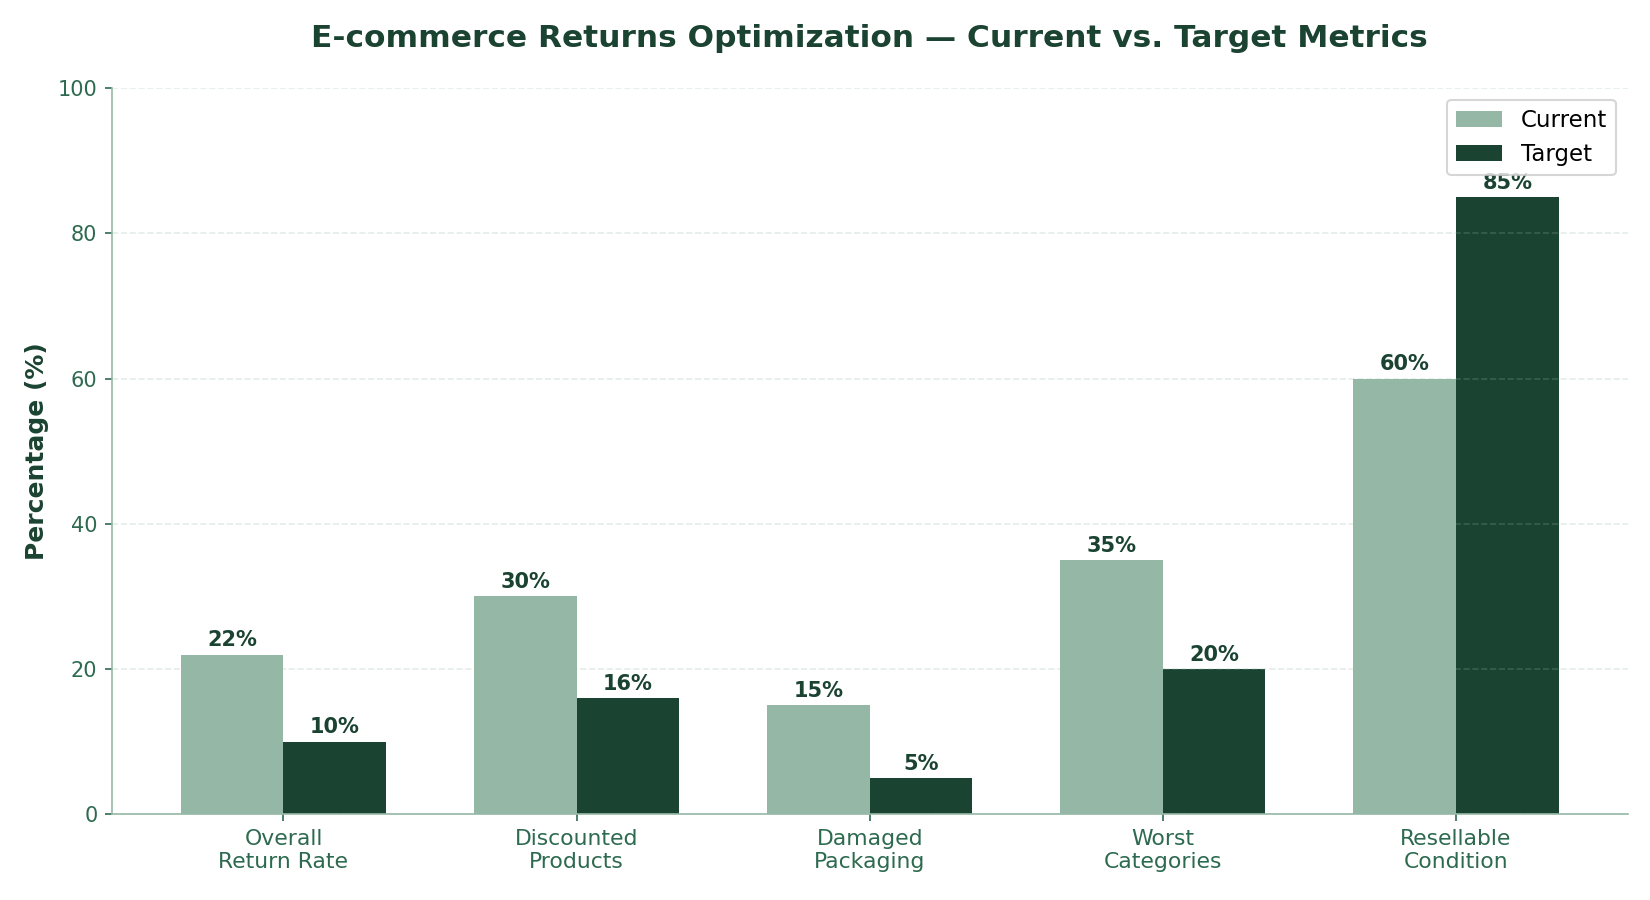 E-commerce Returns Optimization — Current vs. Target Metrics
Percentage (%)
100
80
60
40
20
0
Current
Target
22%
10%
30%
16%
15%
5%
35%
20%
60%
85%
Overall
Return Rate
Discounted
Products
Damaged
Packaging
Worst
Categories
Resellable
Condition